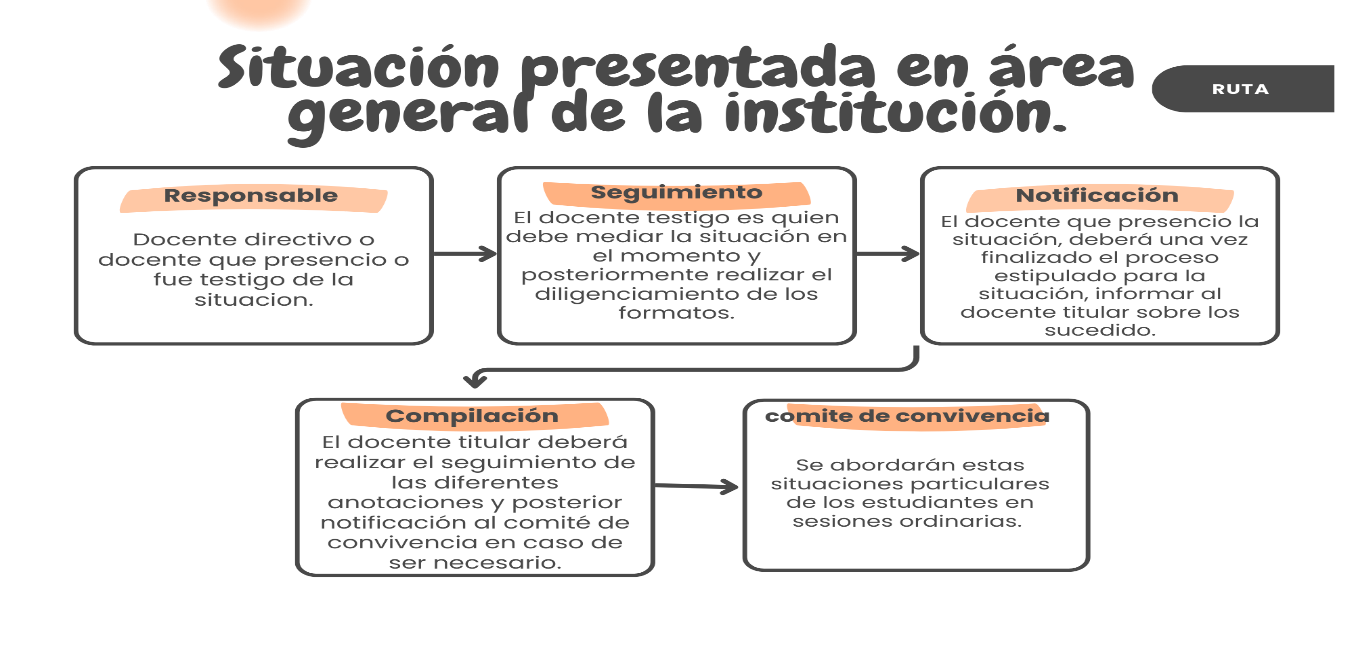 Situación presentada en área
general de la institución.
RUTA
Responsable
Docente directivo o
docente que presencio o
fue testigo de la
situacion.
Seguimiento
El docente testigo es quien
debe mediar la situación en
el momento y
posteriormente realizar el
diligenciamiento de los
formatos.
Notificación
El docente que presencio la
situación, deberá una vez
finalizado el proceso
estipulado para la
situación, informar al
docente titular sobre los
sucedido.
Compilación
El docente titular deberá
realizar el seguimiento de
las diferentes
anotaciones y posterior
notificación al comité de
convivencia en caso de
ser necesario.
comite de convivencia
Se abordarán estas
situaciones particulares
de los estudiantes en
sesiones ordinarias.